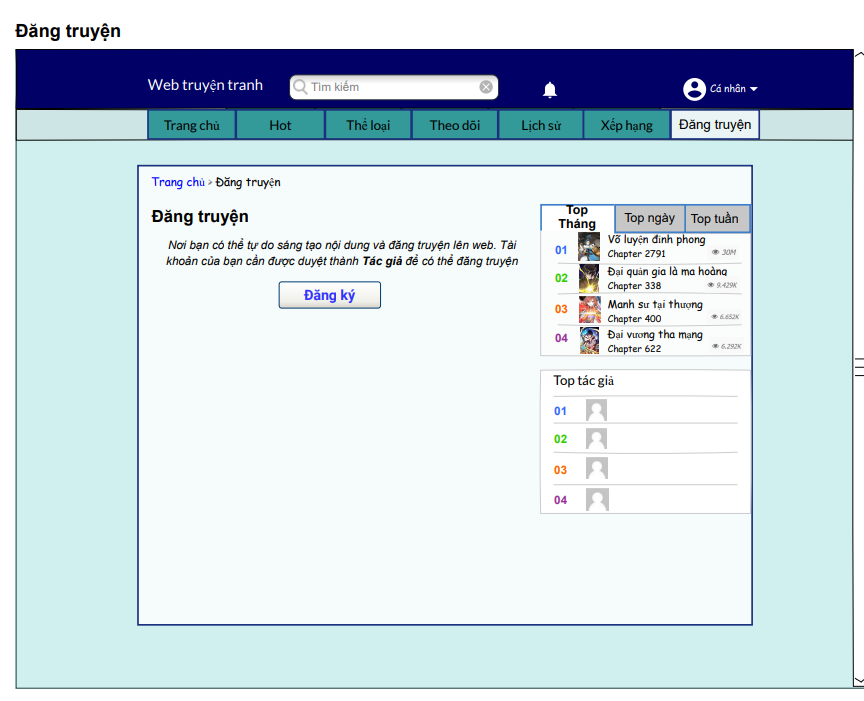 Đăng truyện
Web truyện tranh
Tìm kiếm
Cá nhân
Trang chủ
Hot
Thể loại
Theo dõi
Lịch sử
Xếp hạng
Đăng truyện
Trang chủ > Đăng truyện
Đăng truyện
Nơi bạn có thể tự do sáng tạo nội dung và đăng truyện lên web. Tài
khoản của bạn cần được duyệt thành Tác giả để có thể đăng truyện
Đăng ký
Top
Tháng
Top ngày
Top tuần
01
Võ luyện đỉnh phong
Chapter 2791
30M
02
Đại quản gia là ma hoàng
Chapter 338
9.429K
03
Manh sư tại thượng
Chapter 400
6.652K
04
Đại vương tha mạng
Chapter 622
6.292K
Top tác giả
01
02
03
04